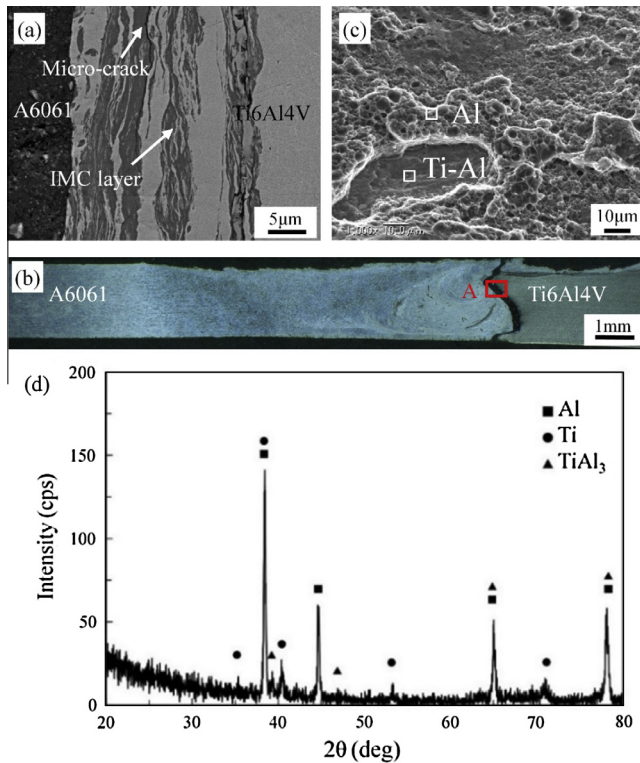 (a)
Micro-crack
A6061
Ti6Al4V
IMC layer
5μm
(c)
Al
Ti-Al
10μm
(b)
A6061
A
Ti6Al4V
1mm
(d)
200
150
100
50
0
Intensity (cps)
■ Al
● Ti
▲ TiAl₃
20 30 40 50 60 70 80
2θ (deg)